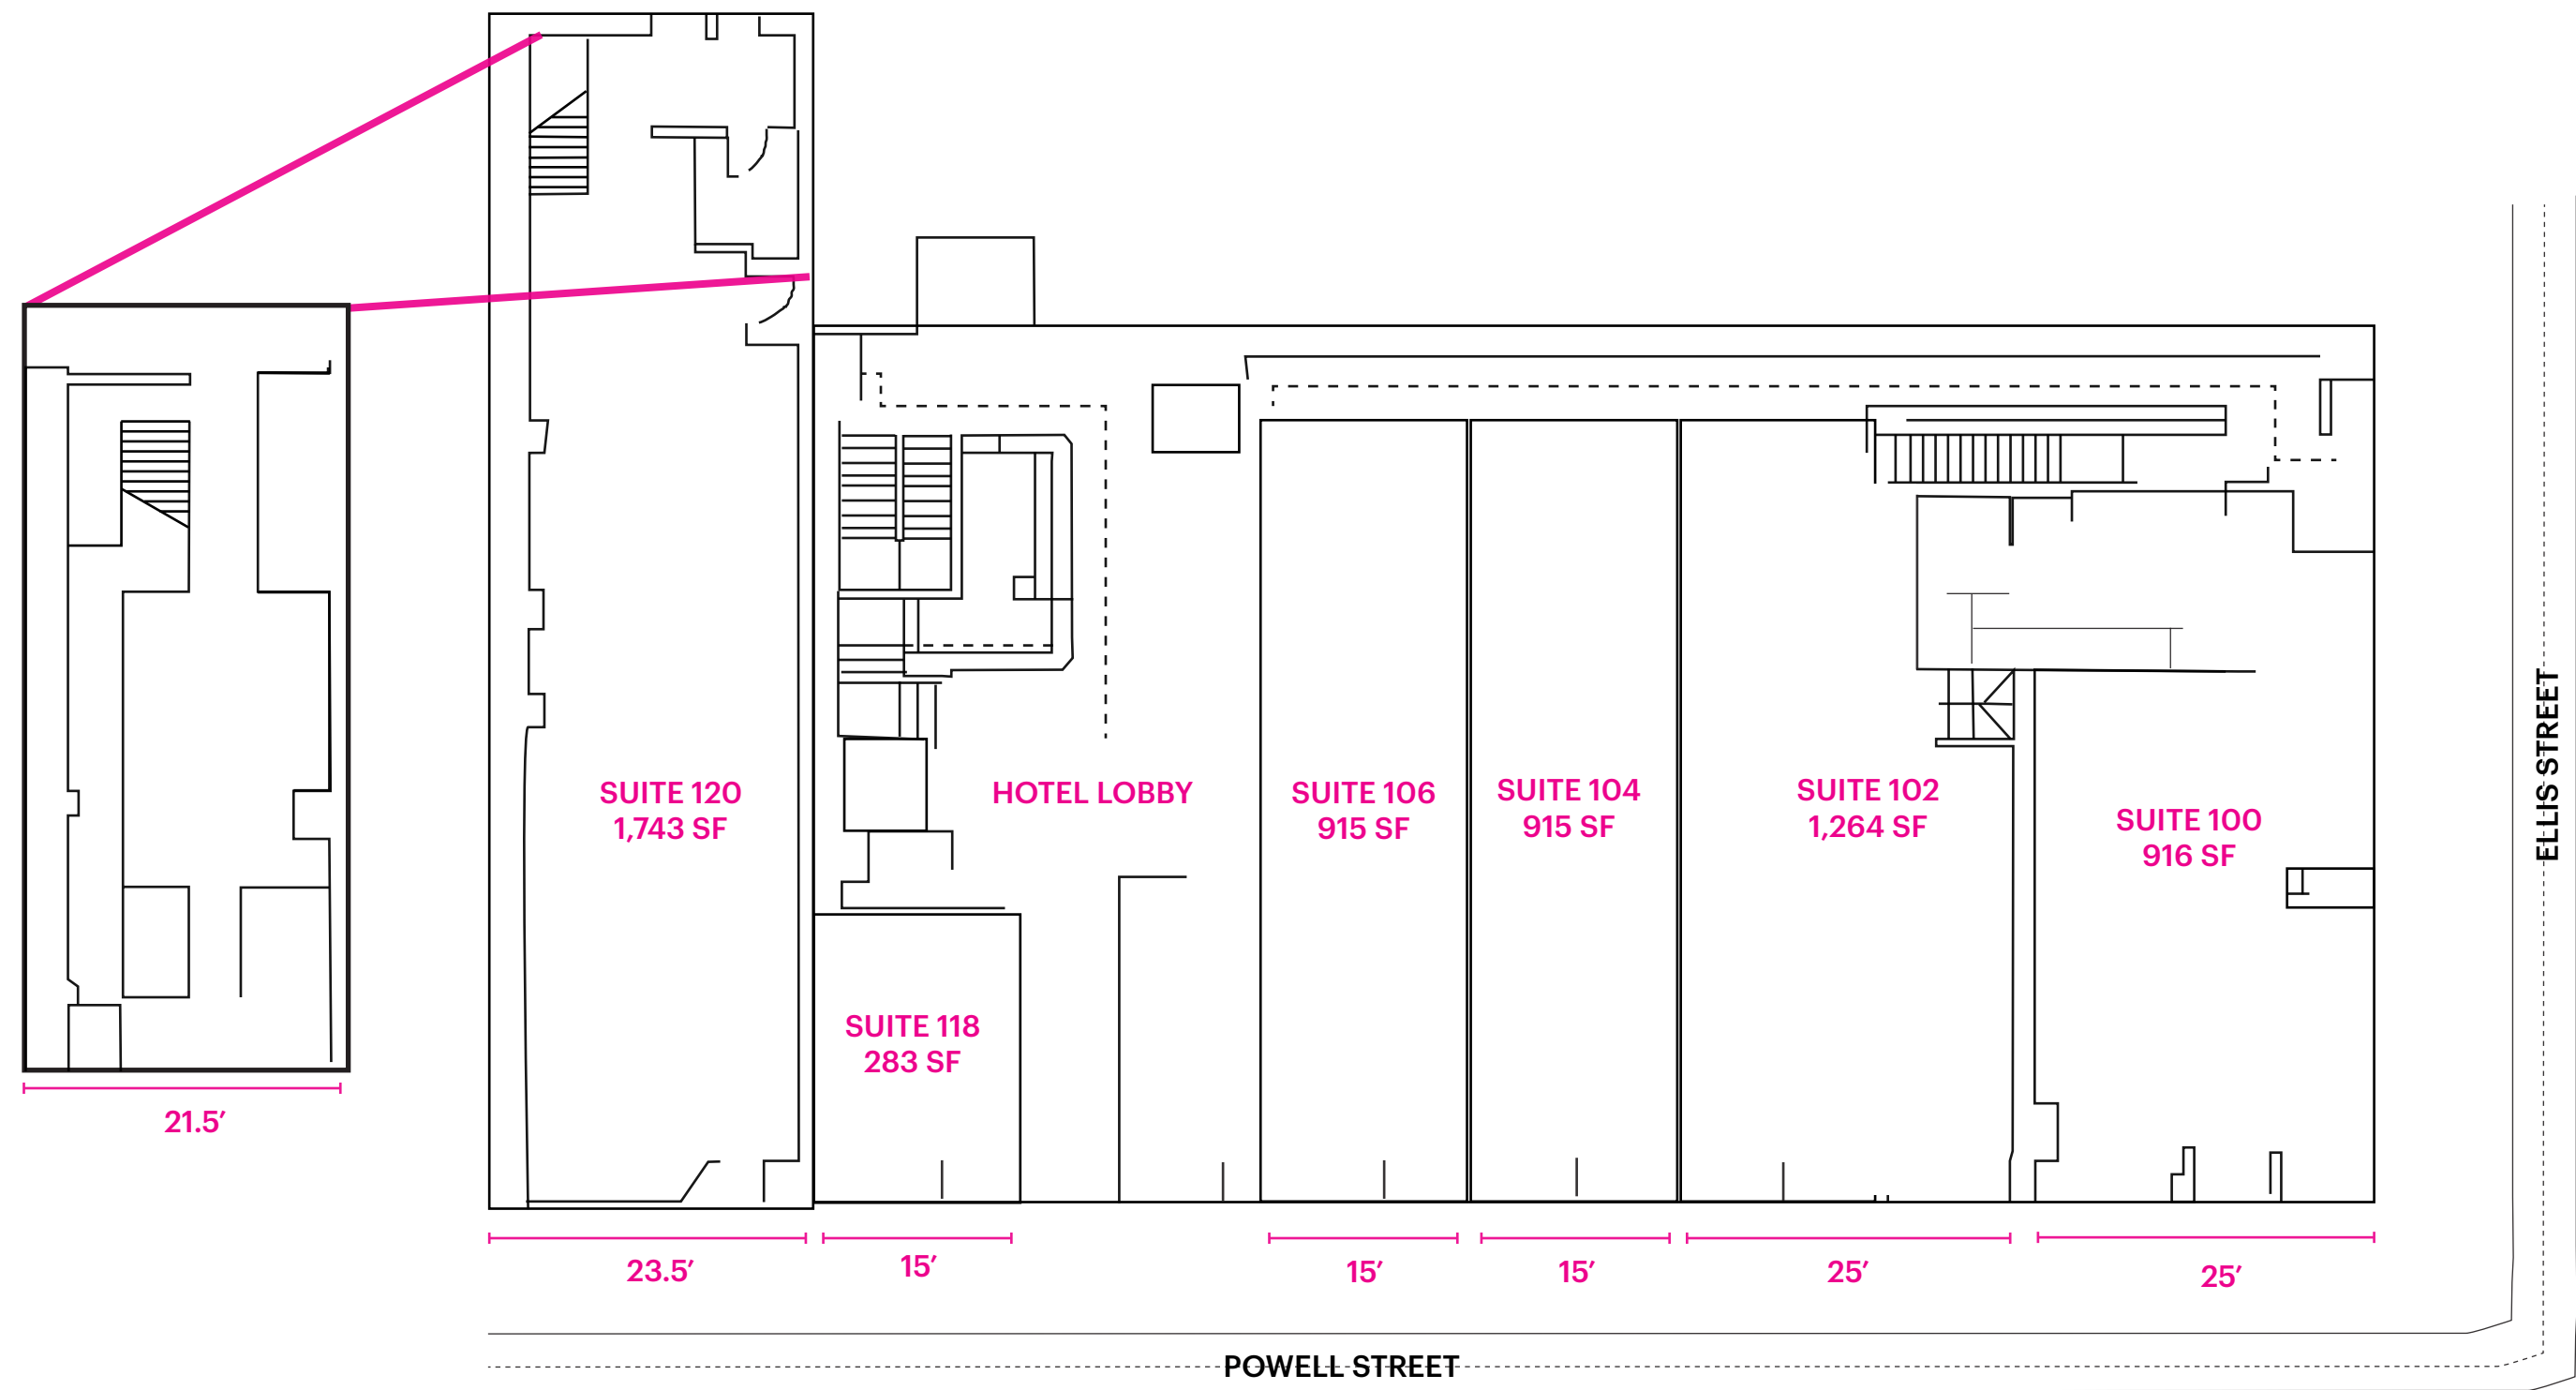 SUITE 120
1,743 SF
HOTEL LOBBY
SUITE 106
915 SF
SUITE 104
915 SF
SUITE 102
1,264 SF
SUITE 100
916 SF
ELLIS STREET
SUITE 118
283 SF
21.5′
23.5′
15′
15′
15′
25′
25′
POWELL STREET